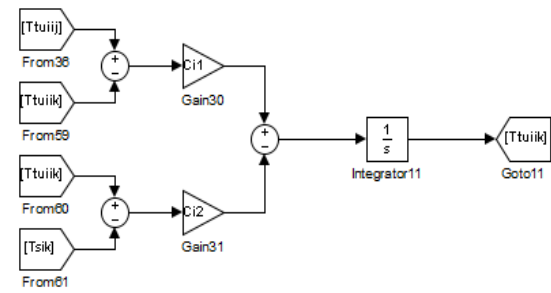 [Ttuiij]
From36
[Ttuiik]
From59
Ci1
Gain30
[Ttuiik]
From60
[Tsik]
From61
Ci2
Gain31
1
s
Integrator11
[Ttuiik]
Goto11